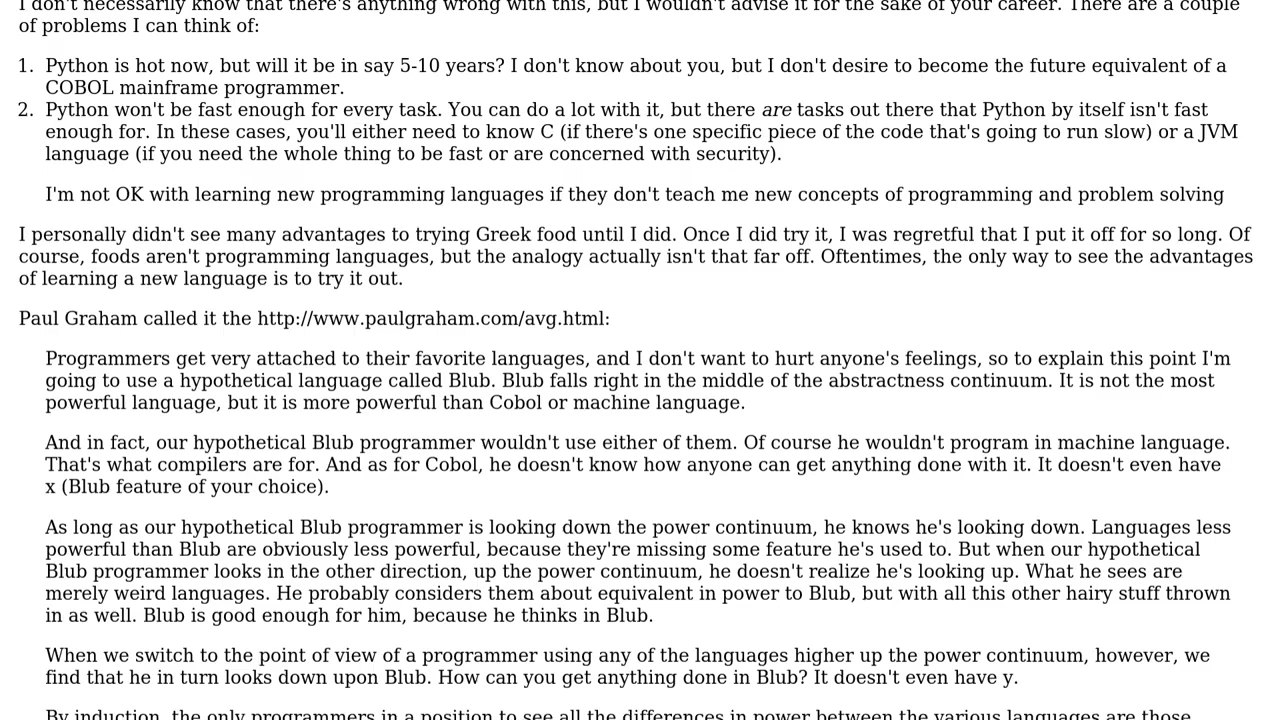 I don't necessarily know that there's anything wrong with this, but I wouldn't advise it for the sake of your career. There are a couple
of problems I can think of:
1. Python is hot now, but will it be in say 5-10 years? I don't know about you, but I don't desire to become the future equivalent of a
COBOL mainframe programmer.
2. Python won't be fast enough for every task. You can do a lot with it, but there are tasks out there that Python by itself isn't fast
enough for. In these cases, you'll either need to know C (if there's one specific piece of the code that's going to run slow) or a JVM
language (if you need the whole thing to be fast or are concerned with security).
I'm not OK with learning new programming languages if they don't teach me new concepts of programming and problem solving
I personally didn't see many advantages to trying Greek food until I did. Once I did try it, I was regretful that I put it off for so long. Of
course, foods aren't programming languages, but the analogy actually isn't that far off. Oftentimes, the only way to see the advantages
of learning a new language is to try it out.
Paul Graham called it the http://www.paulgraham.com/avg.html:
Programmers get very attached to their favorite languages, and I don't want to hurt anyone's feelings, so to explain this point I'm
going to use a hypothetical language called Blub. Blub falls right in the middle of the abstractness continuum. It is not the most
powerful language, but it is more powerful than Cobol or machine language.
And in fact, our hypothetical Blub programmer wouldn't use either of them. Of course he wouldn't program in machine language.
That's what compilers are for. And as for Cobol, he doesn't know how anyone can get anything done with it. It doesn't even have
x (Blub feature of your choice).
As long as our hypothetical Blub programmer is looking down the power continuum, he knows he's looking down. Languages less
powerful than Blub are obviously less powerful, because they're missing some feature he's used to. But when our hypothetical
Blub programmer looks in the other direction, up the power continuum, he doesn't realize he's looking up. What he sees are
merely weird languages. He probably considers them about equivalent in power to Blub, but with all this other hairy stuff thrown
in as well. Blub is good enough for him, because he thinks in Blub.
When we switch to the point of view of a programmer using any of the languages higher up the power continuum, however, we
find that he in turn looks down upon Blub. How can you get anything done in Blub? It doesn't even have y.
By induction, the only programmers in a position to see all the differences in power between the various languages are those